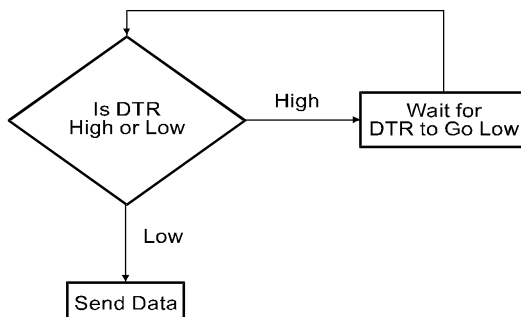 Is DTR
High or Low
High
Wait for
DTR to Go Low
Low
Send Data